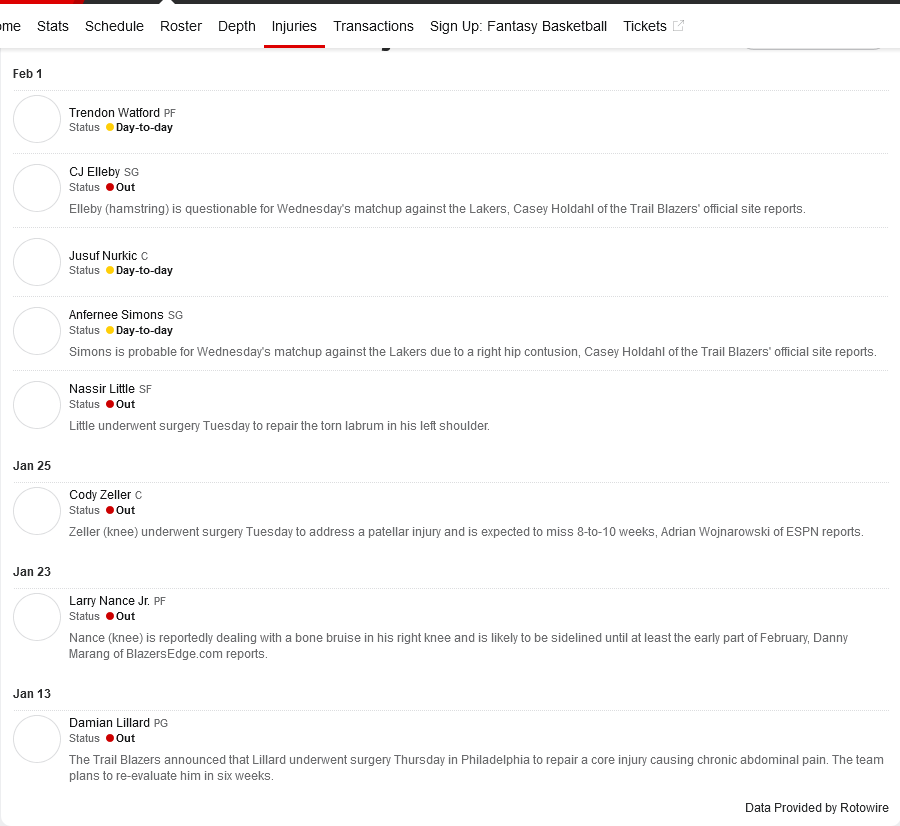 ome Stats Schedule Roster Depth Injuries Transactions Sign Up: Fantasy Basketball Tickets
Feb 1
Trendon Watford PF
Status Day-to-day
CJ Elleby SG
Status Out
Elleby (hamstring) is questionable for Wednesday's matchup against the Lakers, Casey Holdahl of the Trail Blazers' official site reports.
Jusuf Nurkic C
Status Day-to-day
Anfernee Simons SG
Status Day-to-day
Simons is probable for Wednesday's matchup against the Lakers due to a right hip contusion, Casey Holdahl of the Trail Blazers' official site reports.
Nassir Little SF
Status Out
Little underwent surgery Tuesday to repair the torn labrum in his left shoulder.
Jan 25
Cody Zeller C
Status Out
Zeller (knee) underwent surgery Tuesday to address a patellar injury and is expected to miss 8-to-10 weeks, Adrian Wojnarowski of ESPN reports.
Jan 23
Larry Nance Jr. PF
Status Out
Nance (knee) is reportedly dealing with a bone bruise in his right knee and is likely to be sidelined until at least the early part of February, Danny
Marang of BlazersEdge.com reports.
Jan 13
Damian Lillard PG
Status Out
The Trail Blazers announced that Lillard underwent surgery Thursday in Philadelphia to repair a core injury causing chronic abdominal pain. The team
plans to re-evaluate him in six weeks.
Data Provided by Rotowire